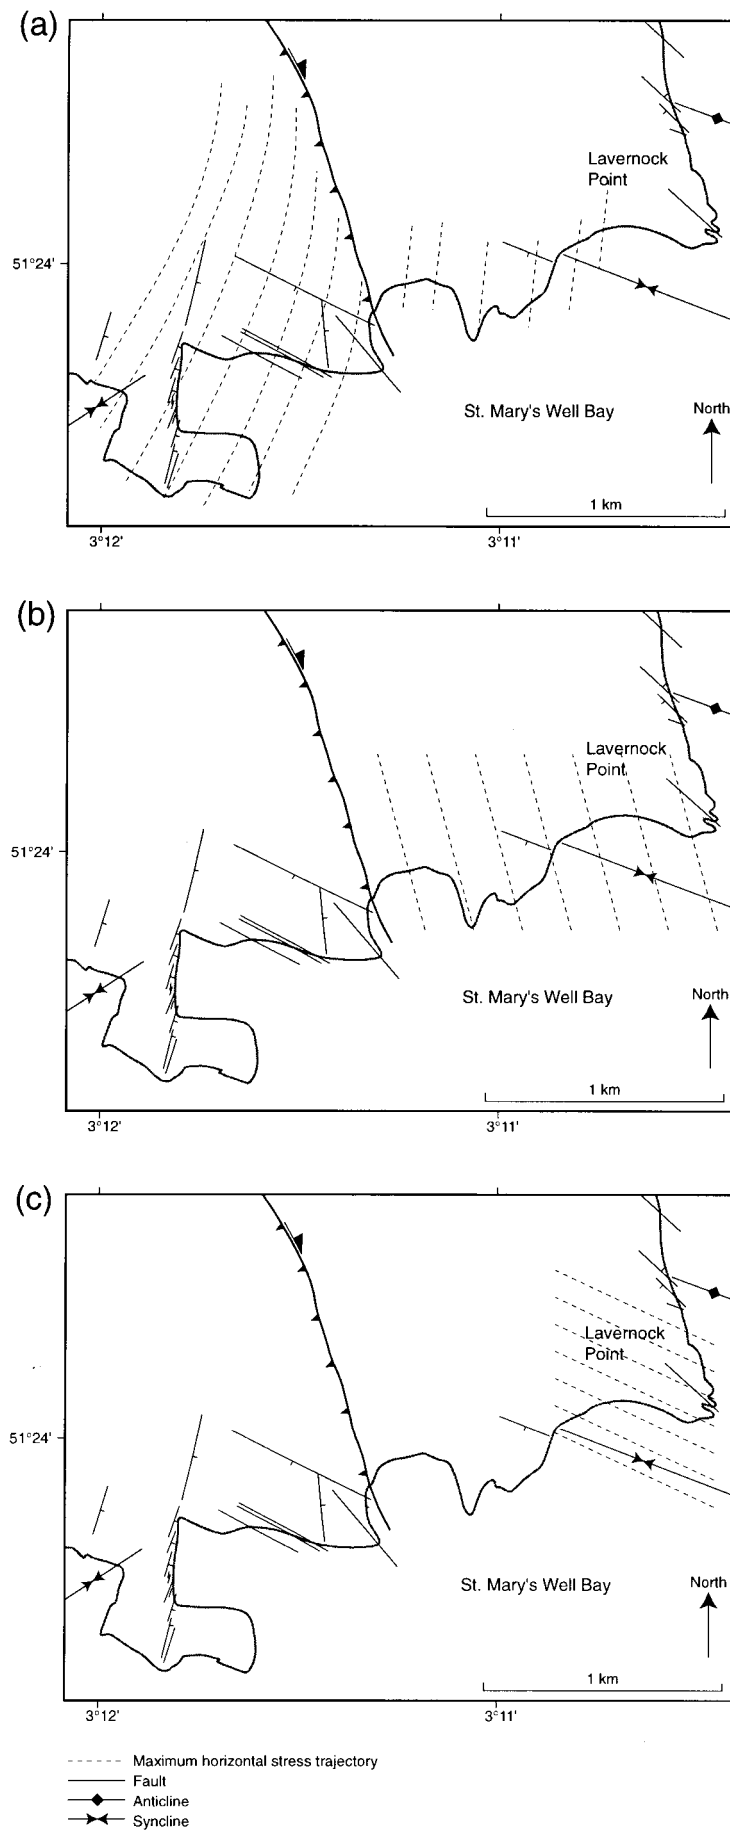 (a)
Lavernock
Point
51°24'
St. Mary's Well Bay
North
1 km
3°12'
3°11'
(b)
Lavernock
Point
51°24'
St. Mary's Well Bay
North
1 km
3°12'
3°11'
(c)
Lavernock
Point
51°24'
St. Mary's Well Bay
North
1 km
3°12'
3°11'
Maximum horizontal stress trajectory
Fault
Anticline
Syncline